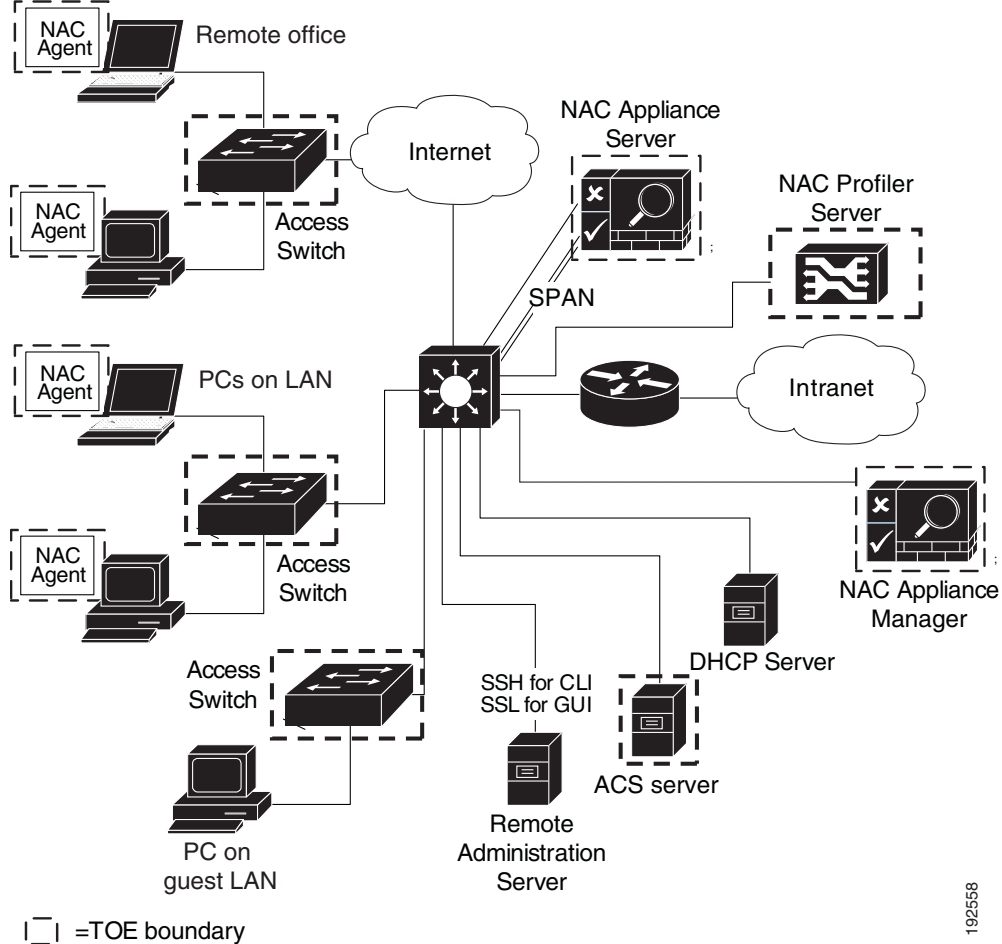 NAC
Agent
Remote office
NAC Appliance
Server
Internet
NAC Profiler
Server
NAC
Agent
Access
Switch
;
SPAN
NAC
Agent
PCs on LAN
Intranet
NAC
Agent
Access
Switch
;
NAC Appliance
Manager
DHCP Server
Access
Switch
SSH for CLI
SSL for GUI
ACS server
Remote
Administration
Server
PC on
guest LAN
192558
=TOE boundary